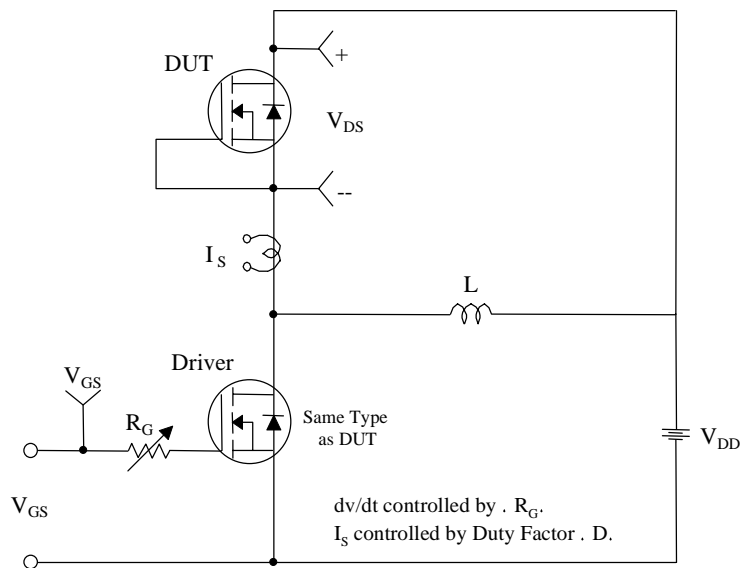 +
DUT
V_DS
--
I_S
L
Driver
V_GS
R_G
Same Type
as DUT
V_DD
V_GS
dv/dt controlled by . R_G.
I_S controlled by Duty Factor . D.